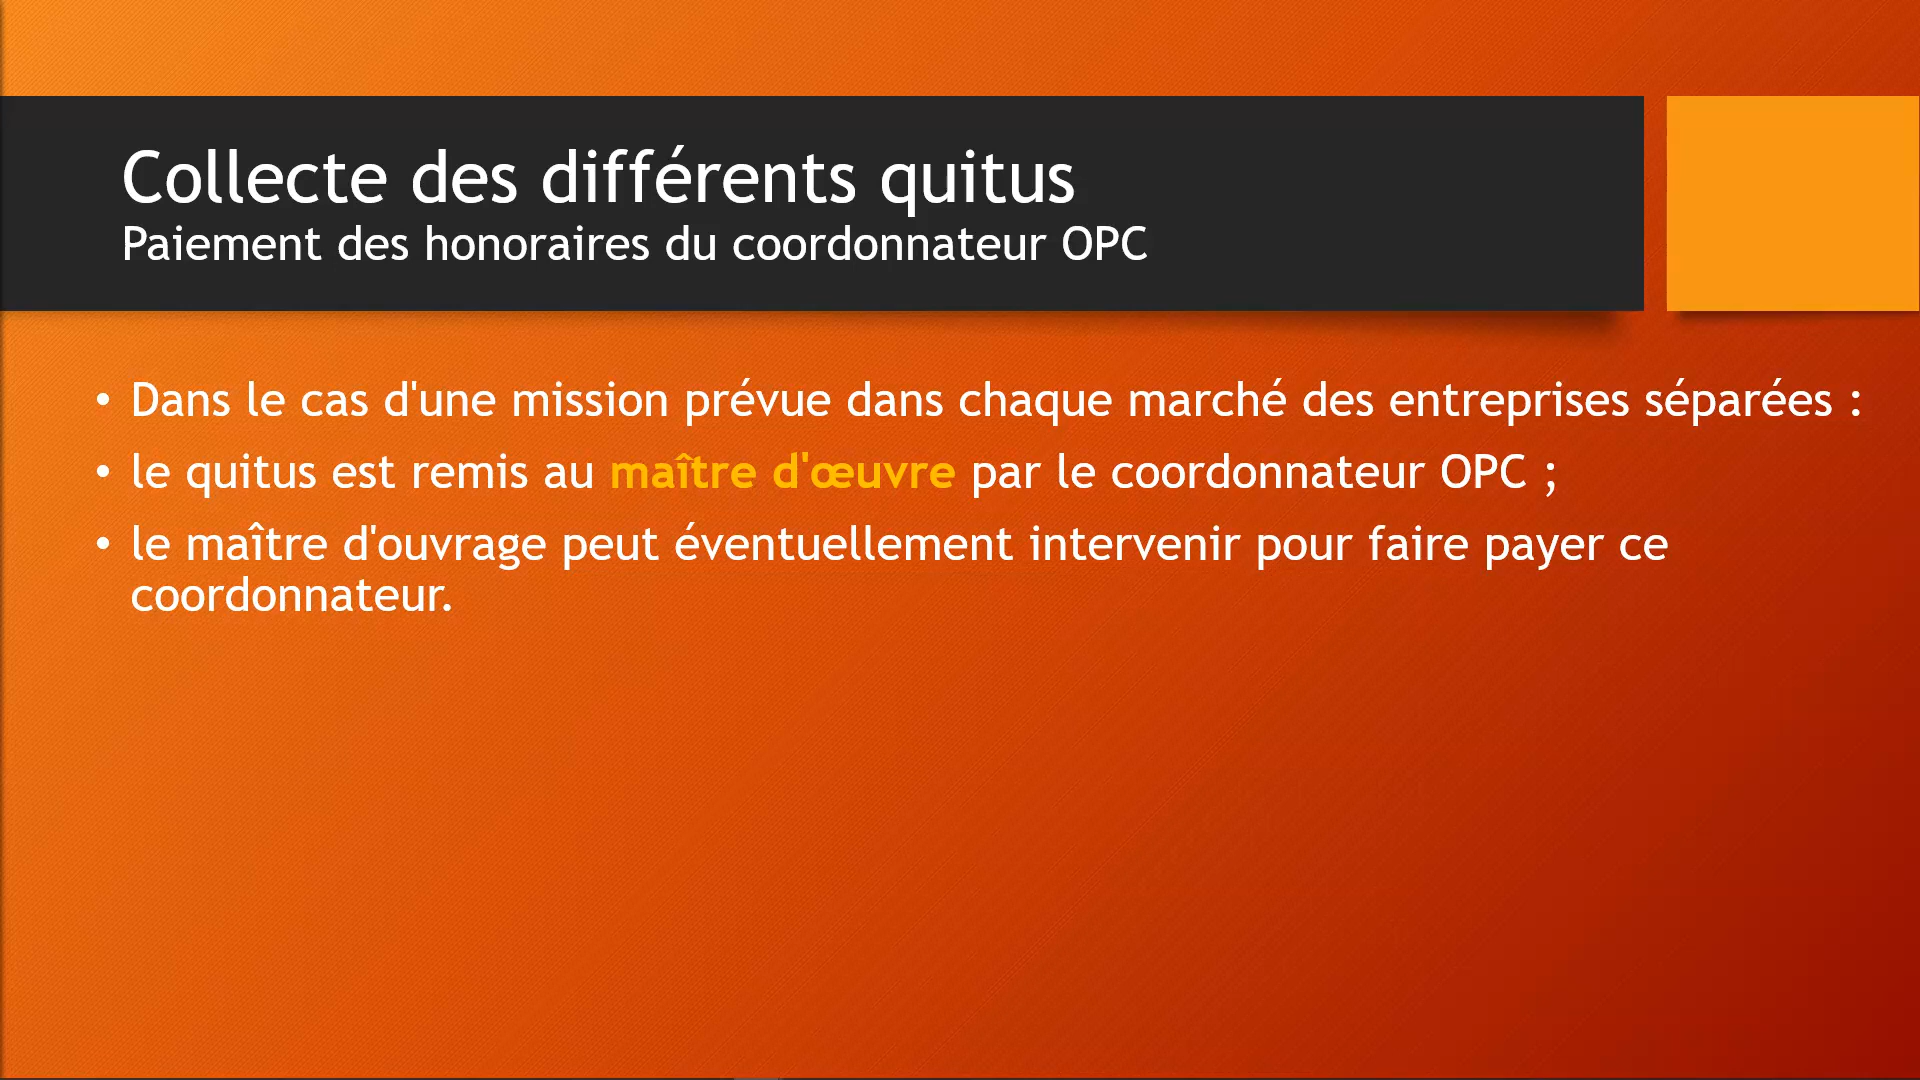 Collecte des différents quitus
Paiement des honoraires du coordonnateur OPC
• Dans le cas d'une mission prévue dans chaque marché des entreprises séparées :
• le quitus est remis au maître d'œuvre par le coordonnateur OPC ;
• le maître d'ouvrage peut éventuellement intervenir pour faire payer ce
coordonnateur.